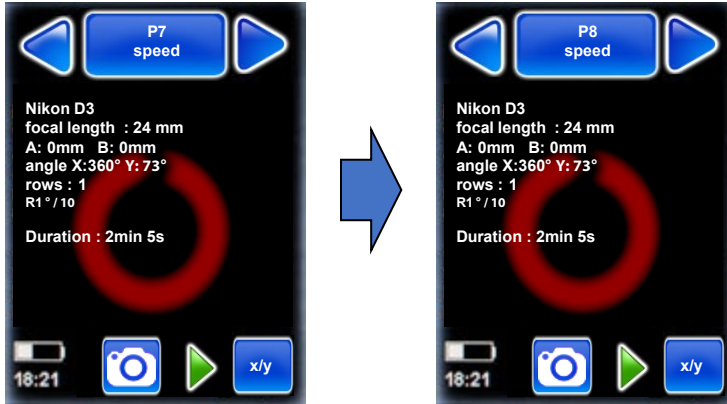 P7
speed
Nikon D3
focal length : 24 mm
A: 0mm B: 0mm
angle X:360° Y: 73°
rows : 1
R1 ° / 10
Duration : 2min 5s
18:21
x/y
P8
speed
Nikon D3
focal length : 24 mm
A: 0mm B: 0mm
angle X:360° Y: 73°
rows : 1
R1 ° / 10
Duration : 2min 5s
18:21
x/y